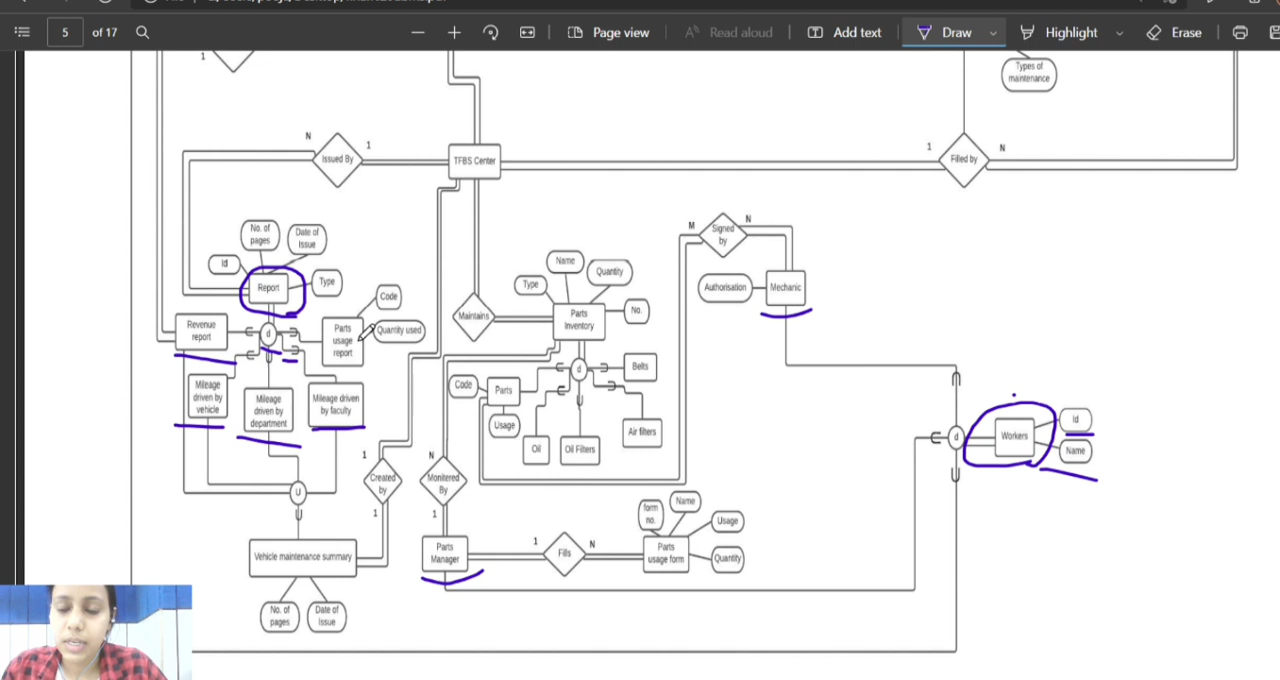 5 of 17
Page view
Read aloud
Add text
Draw
Highlight
Erase
1
Types of
maintenance
N
Issued By
1
TFBS Center
1
Filled by
N
No. of
pages
Date of
Issue
Id
Report
Type
Code
Revenue
report
d
Parts
usage
report
Quantity used
Mileage
driven by
vehicle
Mileage
driven by
department
Mileage driven
by faculty
U
Vehicle maintenance summary
No. of
pages
Date of
Issue
1
Created
by
1
Maintains
Type
Name
Quantity
No.
Parts
Inventory
d
Belts
Code
Parts
Usage
Oil
Oil Filters
Air filters
M
Signed
by
N
Authorisation
Mechanic
N
Monitered
By
1
Parts
Manager
1
Fills
N
form
no.
Name
Usage
Parts
usage form
Quantity
d
Workers
Id
Name